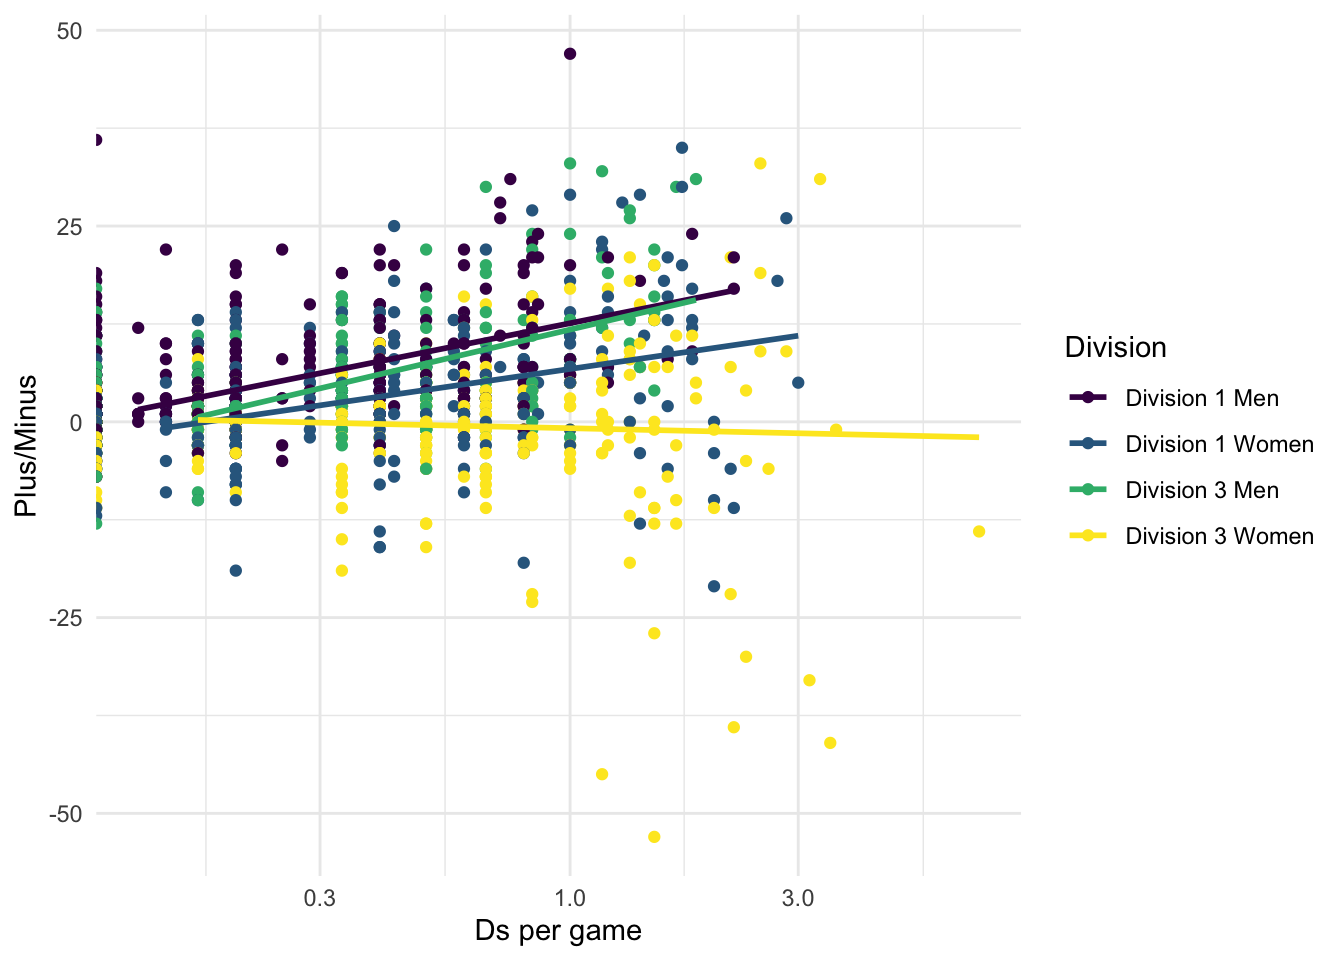 50
25
0
-25
-50
Plus/Minus
0.3
1.0
3.0
Ds per game
Division
Division 1 Men
Division 1 Women
Division 3 Men
Division 3 Women